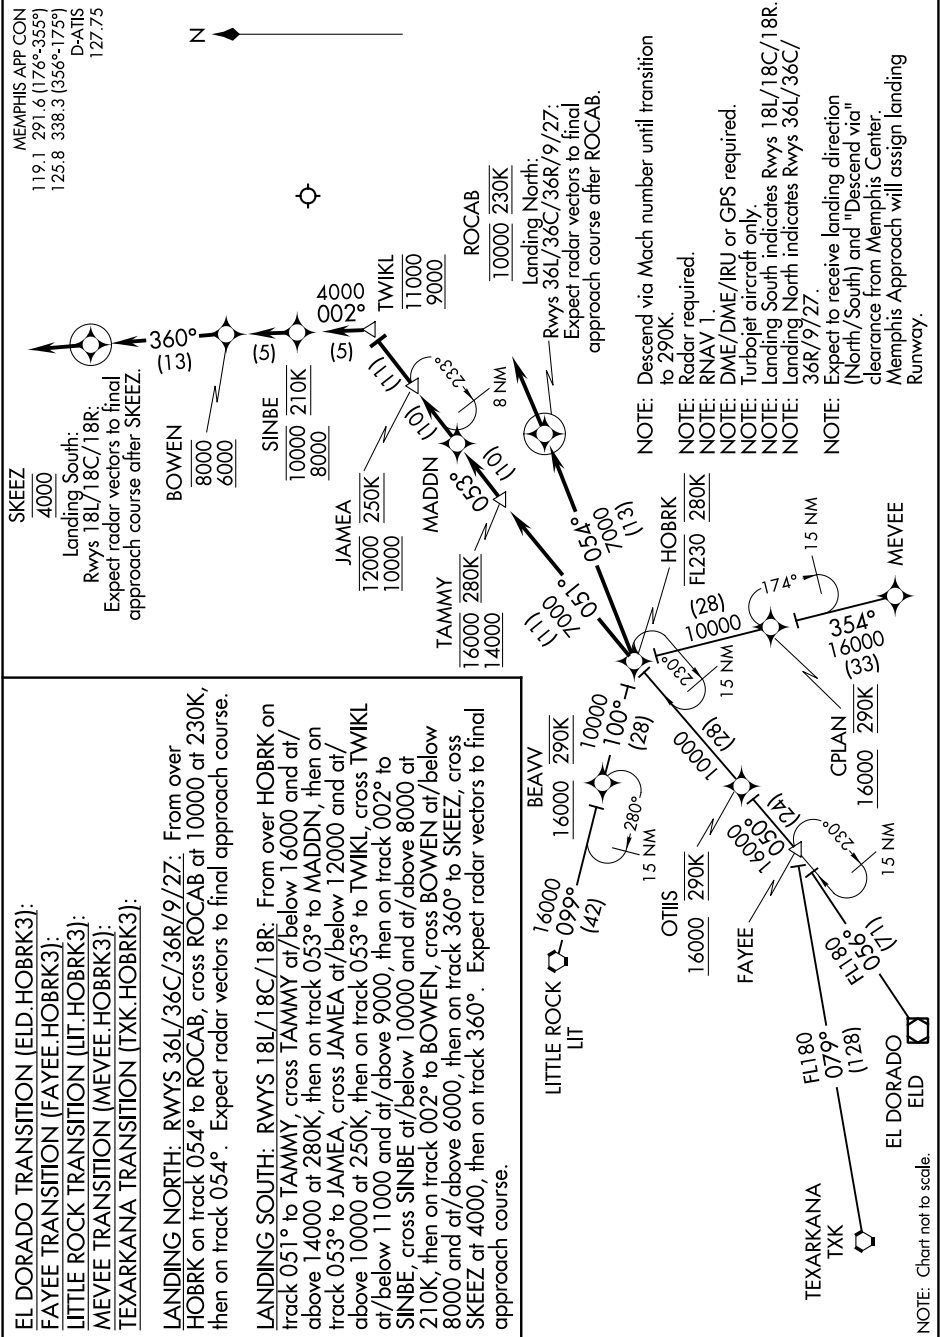 EL DORADO TRANSITION (ELD.HOBRK3):
FAYEE TRANSITION (FAYEE.HOBRK3):
LITTLE ROCK TRANSITION (LIT.HOBRK3):
MEVEE TRANSITION (MEVEE.HOBRK3):
TEXARKANA TRANSITION (TXK.HOBRK3):
LANDING NORTH: RWYS 36L/36C/36R/9/27: From over
HOBRK on track 054° to ROCAB, cross ROCAB at 10000 at 230K,
then on track 054°. Expect radar vectors to final approach course.
LANDING SOUTH: RWYS 18L/18C/18R: From over HOBRK on
track 051° to TAMMY, cross TAMMY at/below 16000 and at/
above 14000 at 280K, then on track 053° to MADDN, then on
track 053° to JAMEA, cross JAMEA at/below 12000 and at/
above 10000 at 250K, then on track 053° to TWIKL, cross TWIKL
at/below 11000 and at/above 9000, then on track 002° to
SINBE, cross SINBE at/below 10000 and at/above 8000 at
210K, then on track 002° to BOWEN, cross BOWEN at/below
8000 and at/above 6000, then on track 360° to SKEEZ, cross
SKEEZ at 4000, then on track 360°. Expect radar vectors to final
approach course.
SKEEZ
4000
Landing South:
Rwys 18L/18C/18R:
Expect radar vectors to final
approach course after SKEEZ.
MEMPHIS APP CON
119.1 291.6 (176°-355°)
125.8 338.3 (356°-175°)
D-ATIS
127.75
N
360°
(13)
BOWEN
8000
6000
(5)
SINBE
10000 210K
8000
4000
002°
(5)
TWIKL
11000
9000
(11)
JAMEA
12000 250K
10000
233°
8 NM
(10)
MADDN
053°
(10)
TAMMY
16000 280K
14000
ROCAB
10000 230K
Landing North:
Rwys 36L/36C/36R/9/27:
Expect radar vectors to final
approach course after ROCAB.
(11)
7000
051°
054°
7000
(13)
HOBRK
FL230 280K
230°
15 NM
BEAVV
16000 290K
10000
100°
(28)
280°
15 NM
16000
099°
(42)
LITTLE ROCK
LIT
10000
(28)
OTIIS
16000 290K
16000
050°
(24)
FAYEE
230°
15 NM
(28)
10000
CPLAN
16000 290K
174°
15 NM
354°
16000
(33)
MEVEE
FL180
056°
(71)
EL DORADO
ELD
FL180
079°
(128)
TEXARKANA
TXK
NOTE: Descend via Mach number until transition
to 290K.
NOTE: Radar required.
NOTE: RNAV 1.
NOTE: DME/DME/IRU or GPS required.
NOTE: Turbojet aircraft only.
NOTE: Landing South indicates Rwys 18L/18C/18R.
NOTE: Landing North indicates Rwys 36L/36C/
36R/9/27.
NOTE: Expect to receive landing direction
(North/South) and "Descend via"
clearance from Memphis Center.
Memphis Approach will assign landing
Runway.
NOTE: Chart not to scale.